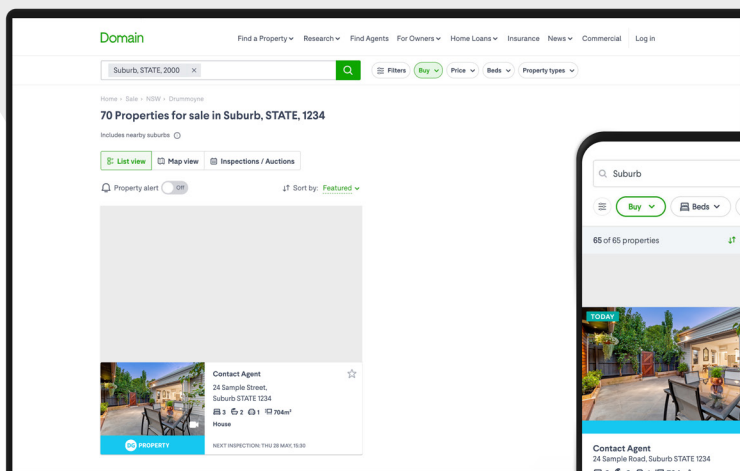 Domain
Find a Property Research Find Agents For Owners Home Loans Insurance News Commercial Log in
Suburb, STATE, 2000 ×
Filters Buy Price Beds Property types
Home > Sale > NSW > Drummoyne
70 Properties for sale in Suburb, STATE, 1234
Includes nearby suburbs
List view Map view Inspections / Auctions
Property alert Off Sort by: Featured
Contact Agent
24 Sample Street,
Suburb STATE 1234
3 2 1 704m²
House
DG PROPERTY
NEXT INSPECTION: THU 28 MAY, 15:30
Suburb
Buy Beds
65 of 65 properties
TODAY
Contact Agent
24 Sample Road, Suburb STATE 1234